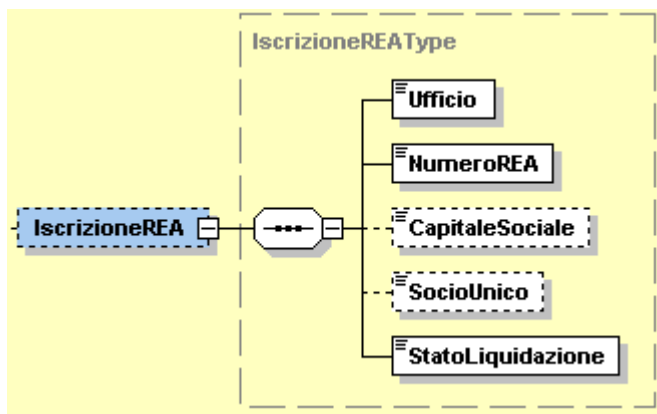 IscrizioneREAType
Ufficio
NumeroREA
IscrizioneREA
CapitaleSociale
SocioUnico
StatoLiquidazione